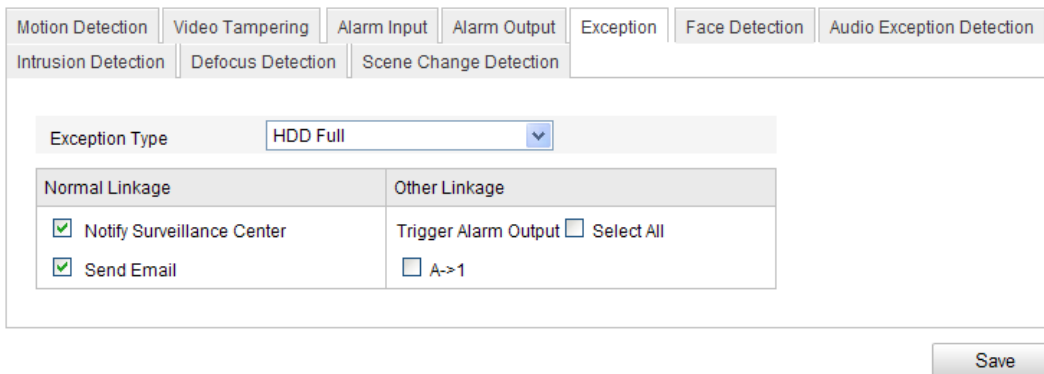 Motion Detection Video Tampering Alarm Input Alarm Output Exception Face Detection Audio Exception Detection
Intrusion Detection Defocus Detection Scene Change Detection
Exception Type HDD Full
Normal Linkage Other Linkage
Notify Surveillance Center Trigger Alarm Output Select All
Send Email A->1
Save